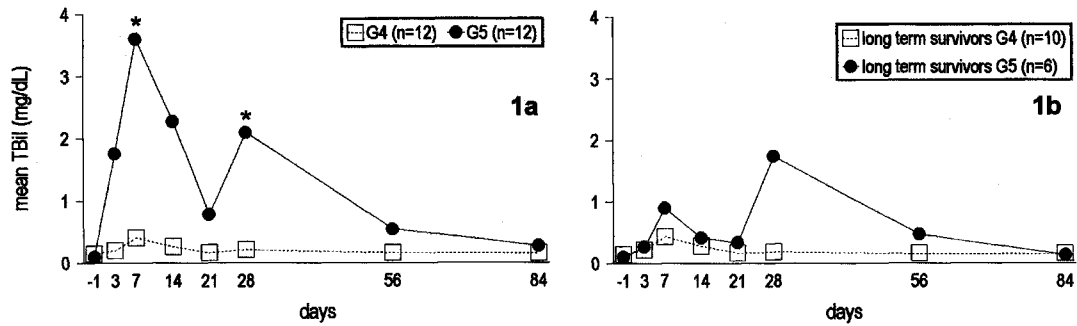 mean TBil (mg/dL)
4
3
2
1
0
*
*
G4 (n=12) G5 (n=12)
1a
-1 3 7 14 21 28 56 84
days
4
3
2
1
0
long term survivors G4 (n=10)
long term survivors G5 (n=6)
1b
-1 3 7 14 21 28 56 84
days